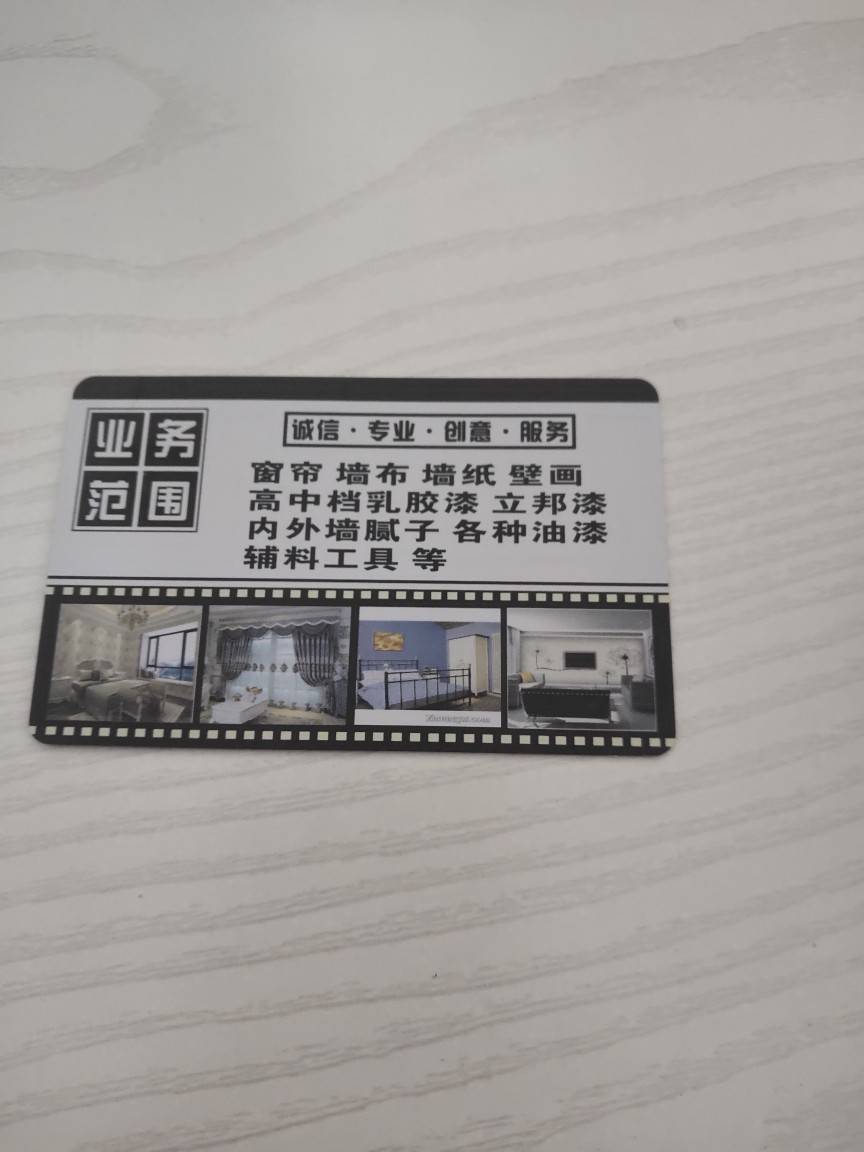 业务
范围
诚信·专业·创意·服务
窗帘 墙布 墙纸 壁画
高中档乳胶漆 立邦漆
内外墙腻子 各种油漆
辅料工具 等